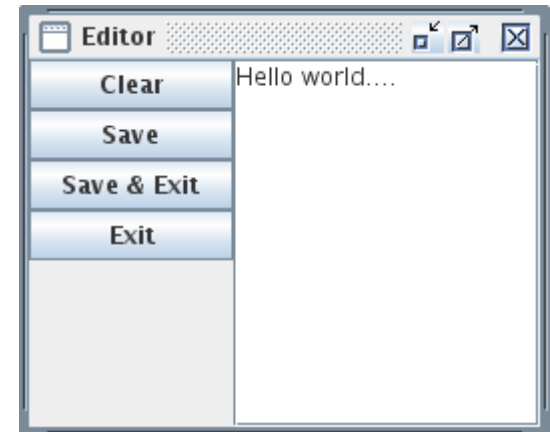 Editor
Clear
Save
Save & Exit
Exit
Hello world....